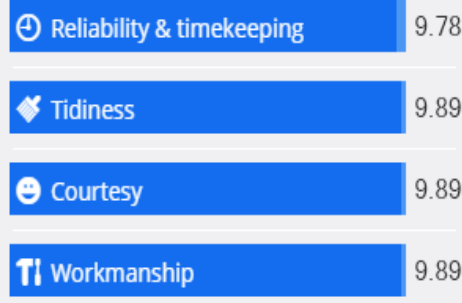 Reliability & timekeeping 9.78
Tidiness 9.89
Courtesy 9.89
Workmanship 9.89